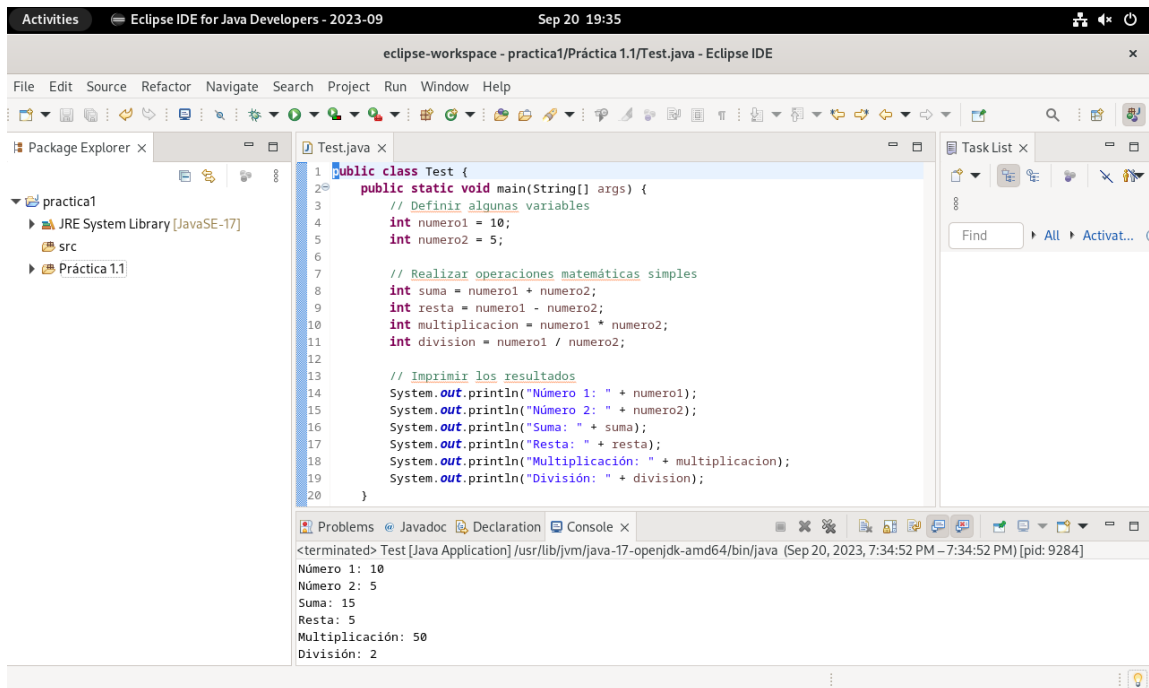 Activities Eclipse IDE for Java Developers - 2023-09 Sep 20 19:35
eclipse-workspace - practica1/Práctica 1.1/Test.java - Eclipse IDE
File Edit Source Refactor Navigate Search Project Run Window Help
Package Explorer
practica1
JRE System Library [JavaSE-17]
src
Práctica 1.1
Test.java
1 public class Test {
2 public static void main(String[] args) {
3 // Definir algunas variables
4 int numero1 = 10;
5 int numero2 = 5;
6
7 // Realizar operaciones matemáticas simples
8 int suma = numero1 + numero2;
9 int resta = numero1 - numero2;
10 int multiplicacion = numero1 * numero2;
11 int division = numero1 / numero2;
12
13 // Imprimir los resultados
14 System.out.println("Número 1: " + numero1);
15 System.out.println("Número 2: " + numero2);
16 System.out.println("Suma: " + suma);
17 System.out.println("Resta: " + resta);
18 System.out.println("Multiplicación: " + multiplicacion);
19 System.out.println("División: " + division);
20 }
Task List
Find All Activat...
Problems Javadoc Declaration Console
<terminated> Test [Java Application] /usr/lib/jvm/java-17-openjdk-amd64/bin/java (Sep 20, 2023, 7:34:52 PM – 7:34:52 PM) [pid: 9284]
Número 1: 10
Número 2: 5
Suma: 15
Resta: 5
Multiplicación: 50
División: 2